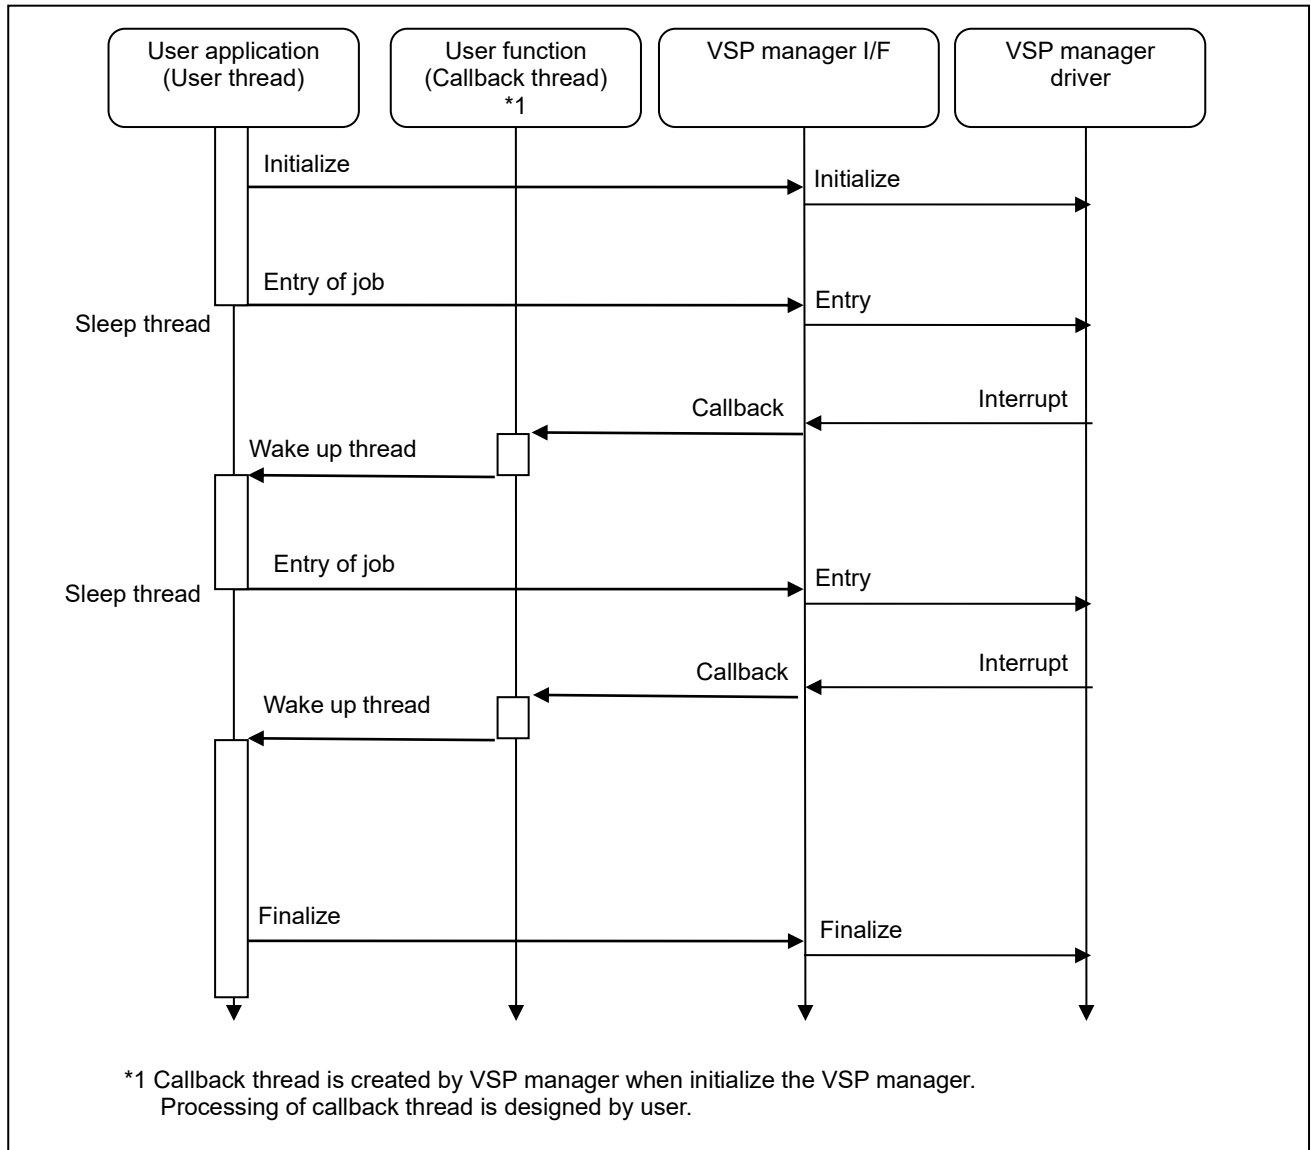 User application
(User thread)
User function
(Callback thread)
*1
VSP manager I/F
VSP manager
driver
Initialize
Initialize
Entry of job
Entry
Sleep thread
Interrupt
Callback
Wake up thread
Entry of job
Entry
Sleep thread
Interrupt
Callback
Wake up thread
Finalize
Finalize
*1 Callback thread is created by VSP manager when initialize the VSP manager.
Processing of callback thread is designed by user.